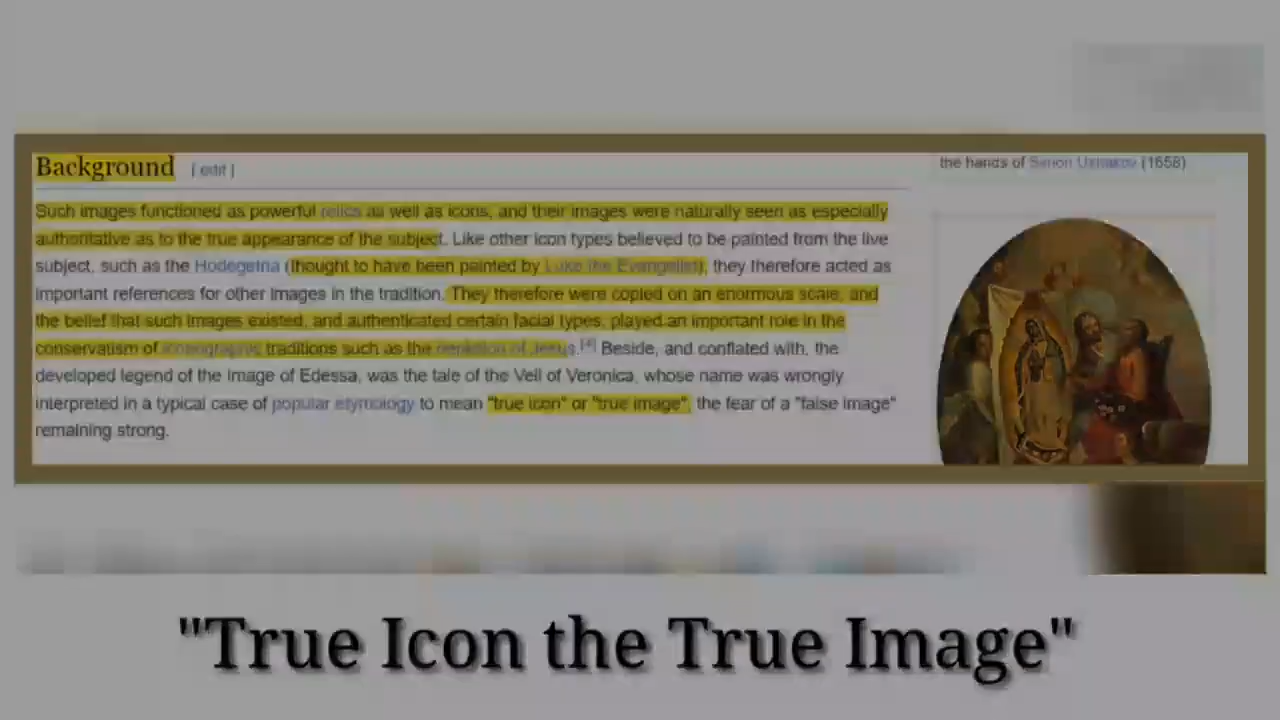 Background [ edit ]
the hands of Simon Ushakov (1658)
Such images functioned as powerful relics as well as icons, and their images were naturally seen as especially
authoritative as to the true appearance of the subject. Like other icon types believed to be painted from the live
subject, such as the Hodegetria (thought to have been painted by Luke the Evangelist), they therefore acted as
important references for other images in the tradition. They therefore were copied on an enormous scale, and
the belief that such images existed, and authenticated certain facial types, played an important role in the
conservatism of iconographic traditions such as the depiction of Jesus.[4] Beside, and conflated with, the
developed legend of the Image of Edessa, was the tale of the Veil of Veronica, whose name was wrongly
interpreted in a typical case of popular etymology to mean "true icon" or "true image", the fear of a "false image"
remaining strong.
"True Icon the True Image"